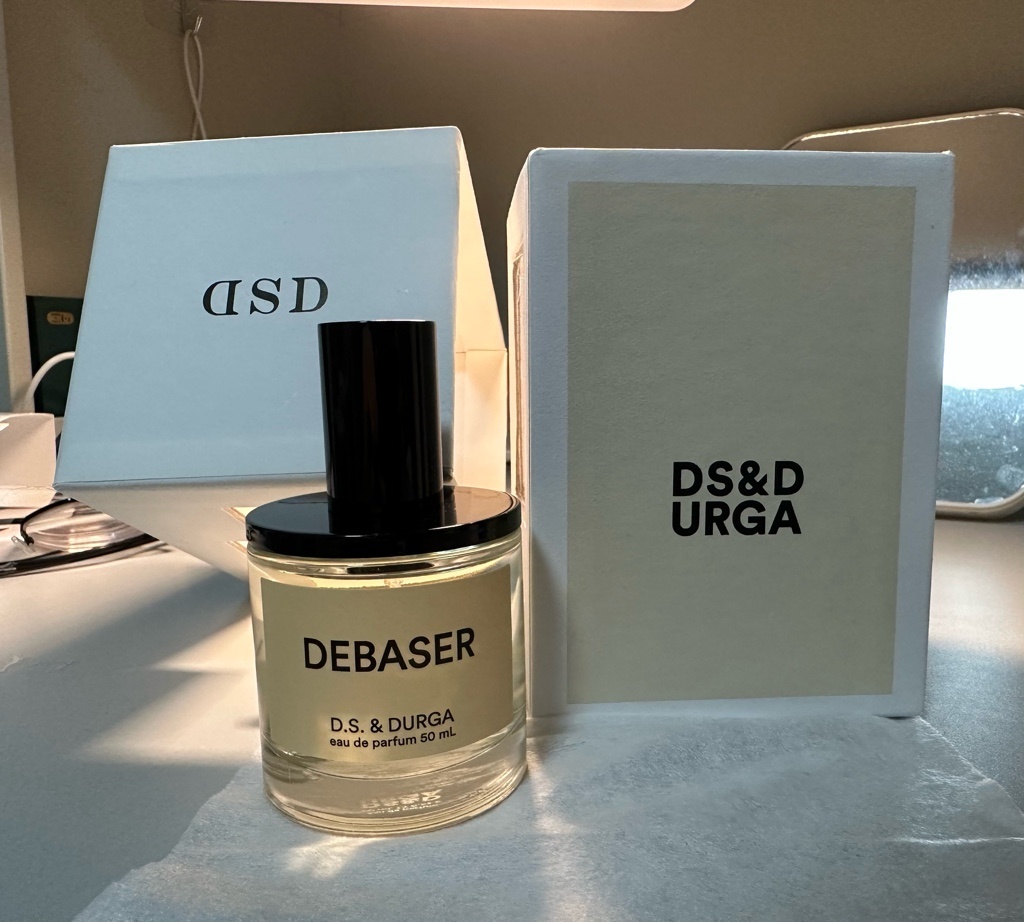 DSD
DS&D
URGA
DEBASER
D.S. & DURGA
eau de parfum 50 mL